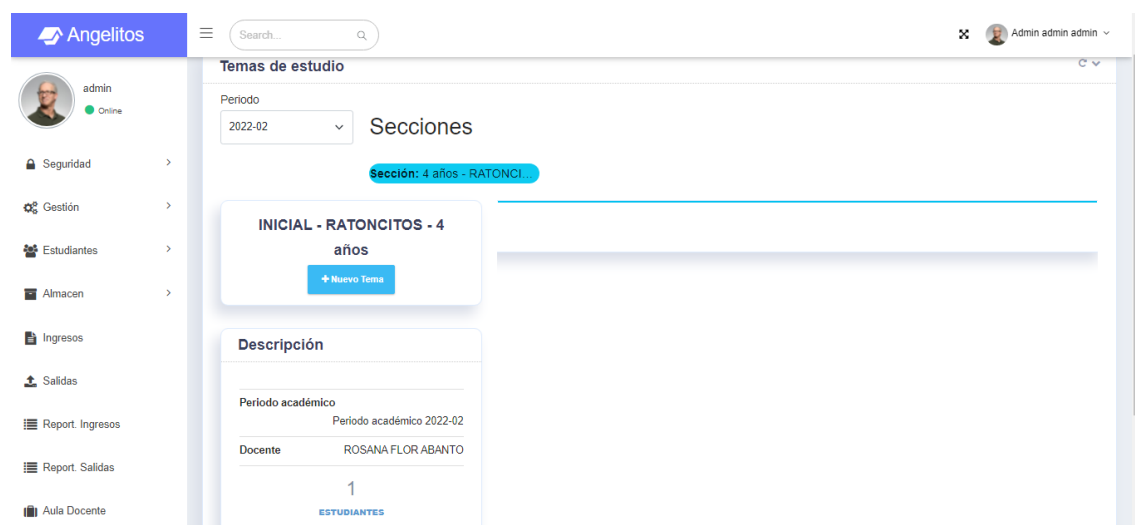 Angelitos
Search...
Admin admin admin
admin
Online
Seguridad
Gestión
Estudiantes
Almacen
Ingresos
Salidas
Report. Ingresos
Report. Salidas
Aula Docente
Temas de estudio
Periodo
2022-02
Secciones
Sección: 4 años - RATONCI...
INICIAL - RATONCITOS - 4
años
+ Nuevo Tema
Descripción
Periodo académico
Periodo académico 2022-02
Docente ROSANA FLOR ABANTO
1
ESTUDIANTES